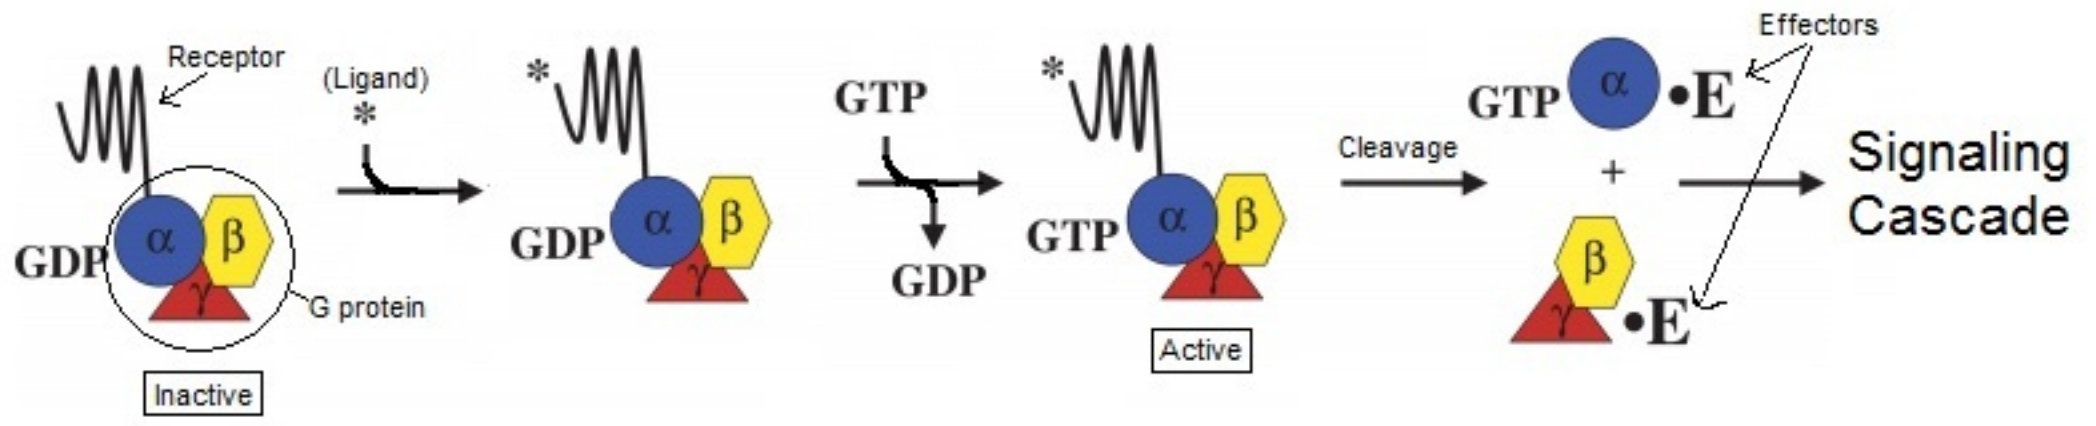 Receptor
(Ligand)
*
GDP
α
β
γ
G protein
Inactive
*
GDP
α
β
γ
GTP
GDP
*
GTP
α
β
γ
Active
Cleavage
Effectors
GTP
α
•E
+
β
γ
•E
Signaling
Cascade